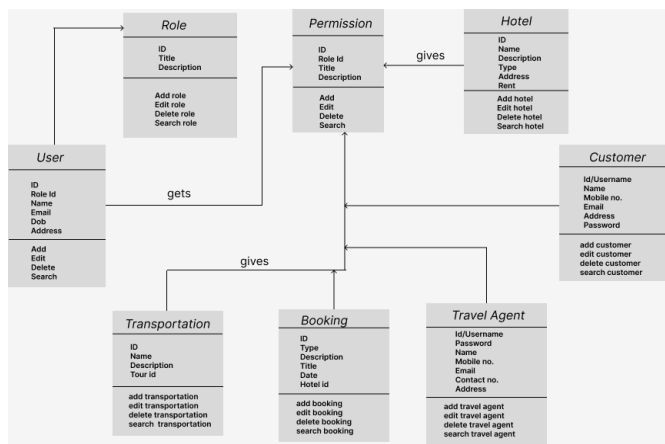 Role
ID
Title
Description
Add role
Edit role
Delete role
Search role
Permission
ID
Role Id
Title
Description
Add
Edit
Delete
Search
gives
Hotel
ID
Name
Description
Type
Address
Rent
Add hotel
Edit hotel
Delete hotel
Search hotel
User
ID
Role Id
Name
Email
Dob
Address
Add
Edit
Delete
Search
gets
Customer
Id/Username
Name
Mobile no.
Email
Address
Password
add customer
edit customer
delete customer
search customer
gives
Transportation
ID
Name
Description
Tour id
add transportation
edit transportation
delete transportation
search transportation
Booking
ID
Type
Description
Title
Date
Hotel id
add booking
edit booking
delete booking
search booking
Travel Agent
Id/Username
Password
Name
Mobile no.
Email
Contact no.
Address
add travel agent
edit travel agent
delete travel agent
search travel agent